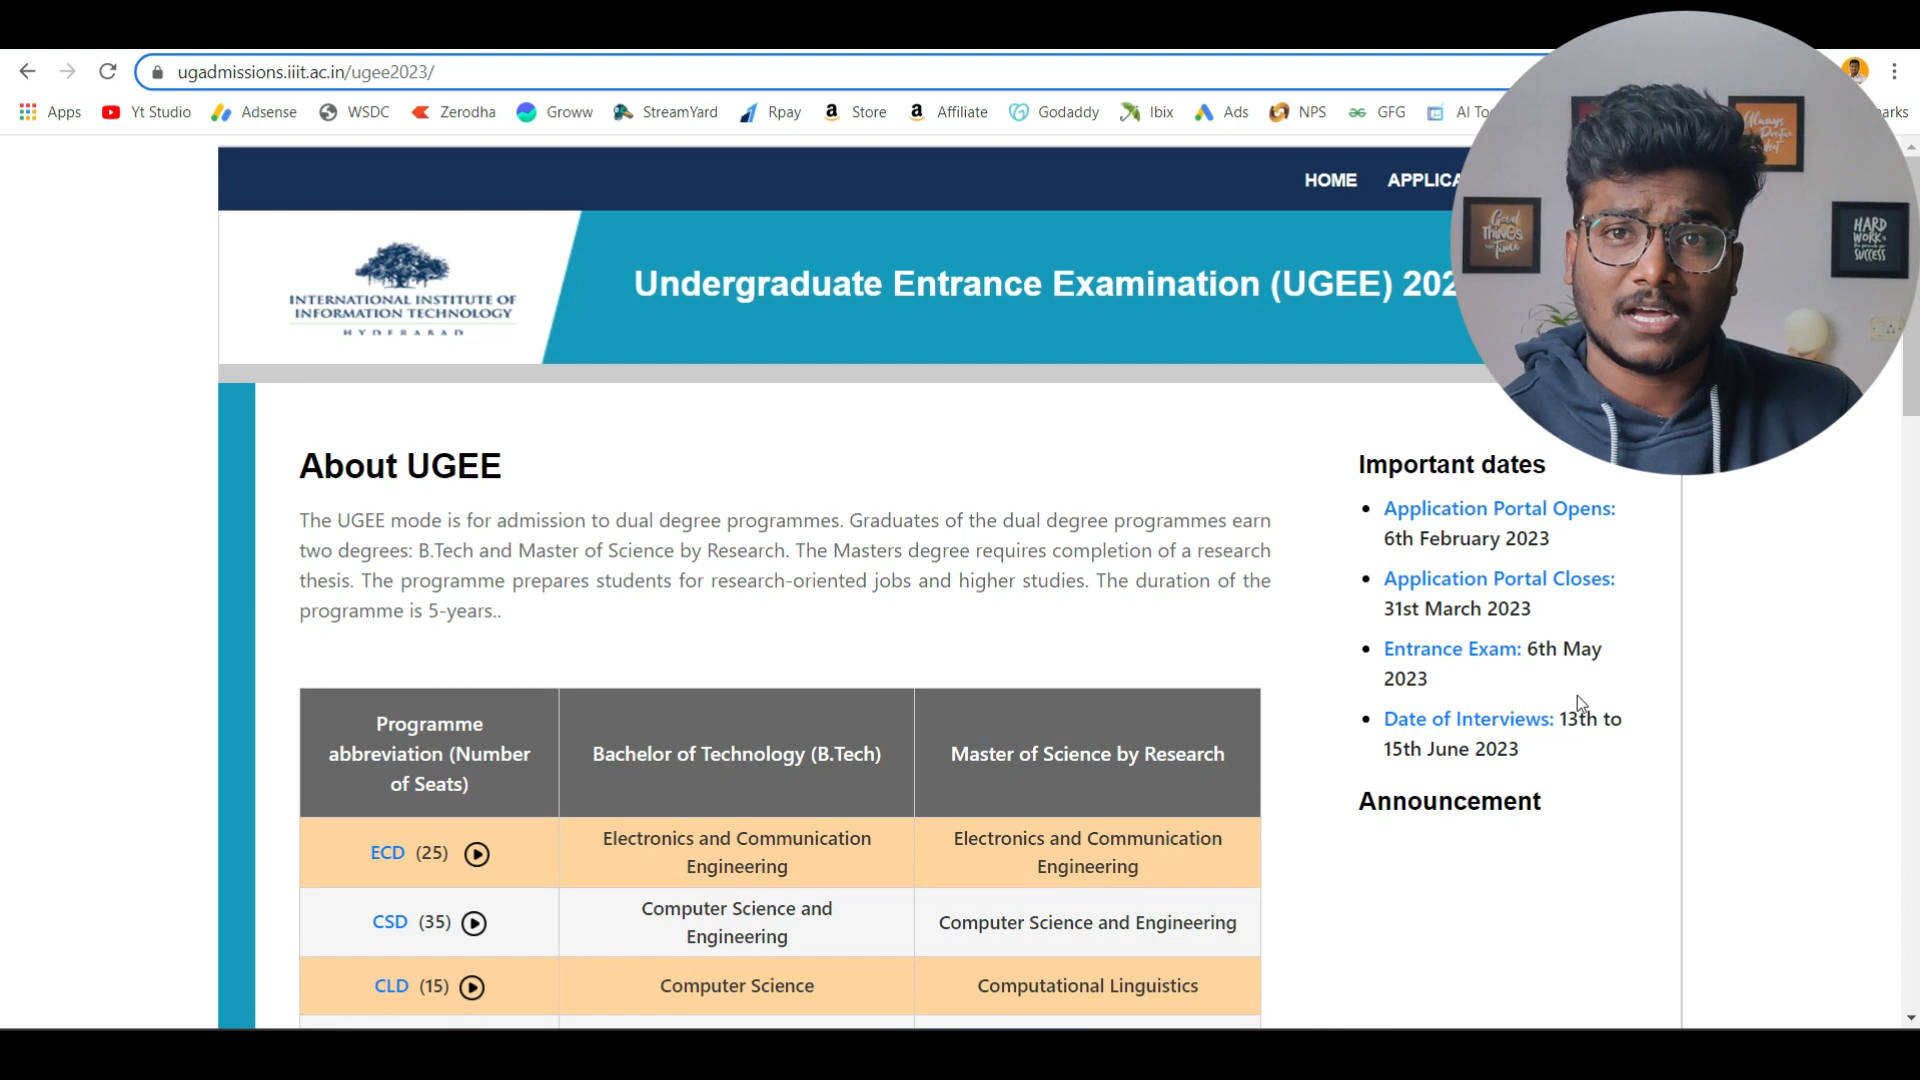 ugadmissions.iiit.ac.in/ugee2023/
Apps Yt Studio Adsense WSDC Zerodha Groww StreamYard Rpay Store Affiliate Godaddy Ibix Ads NPS GFG AI
HOME
INTERNATIONAL INSTITUTE OF
INFORMATION TECHNOLOGY
HYDERABAD
Undergraduate Entrance Examination (UGEE)
Always
Good
THINGS
Time
HARD
WORK
SUCCESS
About UGEE
The UGEE mode is for admission to dual degree programmes. Graduates of the dual degree programmes earn
two degrees: B.Tech and Master of Science by Research. The Masters degree requires completion of a research
thesis. The programme prepares students for research-oriented jobs and higher studies. The duration of the
programme is 5-years..
Important dates
Application Portal Opens:
6th February 2023
Application Portal Closes:
31st March 2023
Entrance Exam: 6th May
2023
Date of Interviews: 13th to
15th June 2023
Announcement
Programme
abbreviation (Number
of Seats)
Bachelor of Technology (B.Tech)
Master of Science by Research
ECD (25)
Electronics and Communication
Engineering
Electronics and Communication
Engineering
CSD (35)
Computer Science and
Engineering
Computer Science and Engineering
CLD (15)
Computer Science
Computational Linguistics